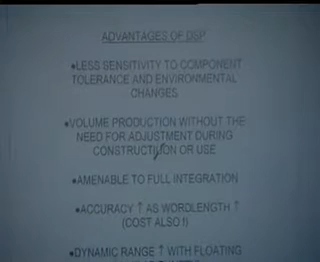 ADVANTAGES OF DSP
•LESS SENSITIVITY TO COMPONENT
TOLERANCE AND ENVIRONMENTAL
CHANGES
•VOLUME PRODUCTION WITHOUT THE
NEED FOR ADJUSTMENT DURING
CONSTRUCTION OR USE
•AMENABLE TO FULL INTEGRATION
•ACCURACY ↑ AS WORDLENGTH ↑
(COST ALSO !)
•DYNAMIC RANGE ↑ WITH FLOATING